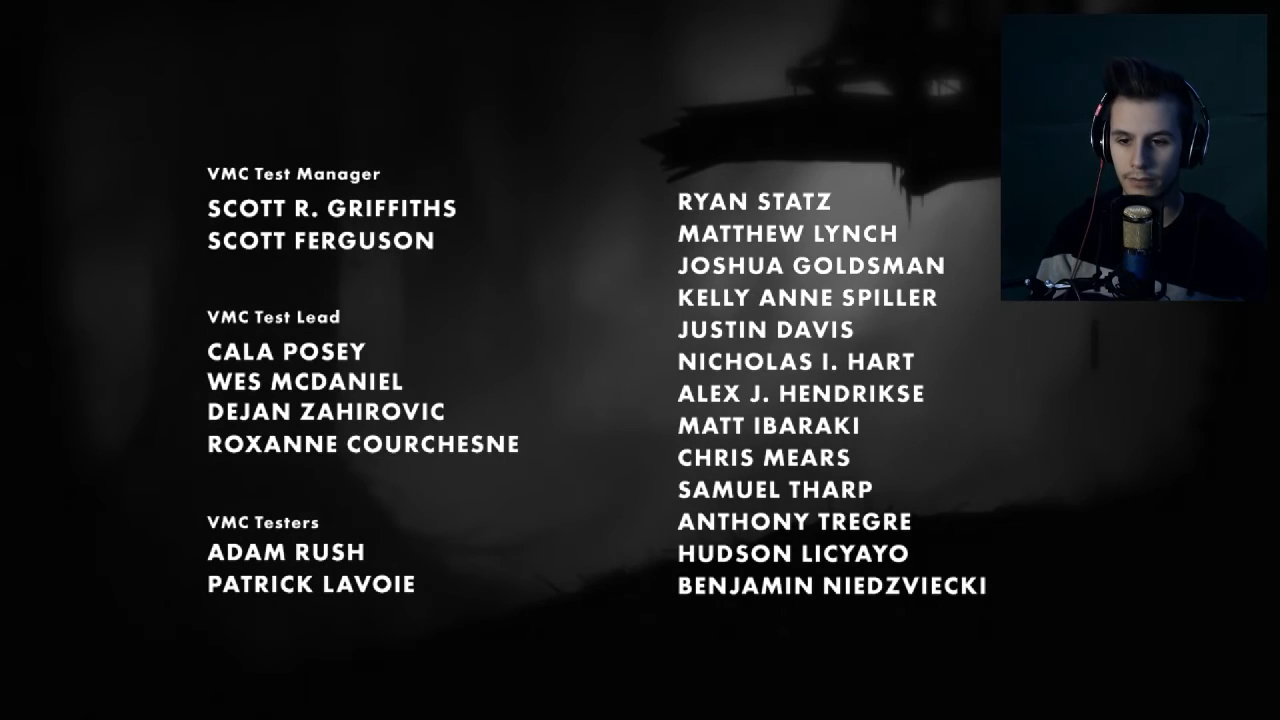 VMC Test Manager
SCOTT R. GRIFFITHS
SCOTT FERGUSON
VMC Test Lead
CALA POSEY
WES MCDANIEL
DEJAN ZAHIROVIC
ROXANNE COURCHESNE
VMC Testers
ADAM RUSH
PATRICK LAVOIE
RYAN STATZ
MATTHEW LYNCH
JOSHUA GOLDSMAN
KELLY ANNE SPILLER
JUSTIN DAVIS
NICHOLAS I. HART
ALEX J. HENDRIKSE
MATT IBARAKI
CHRIS MEARS
SAMUEL THARP
ANTHONY TREGRE
HUDSON LICYAYO
BENJAMIN NIEDZVIECKI